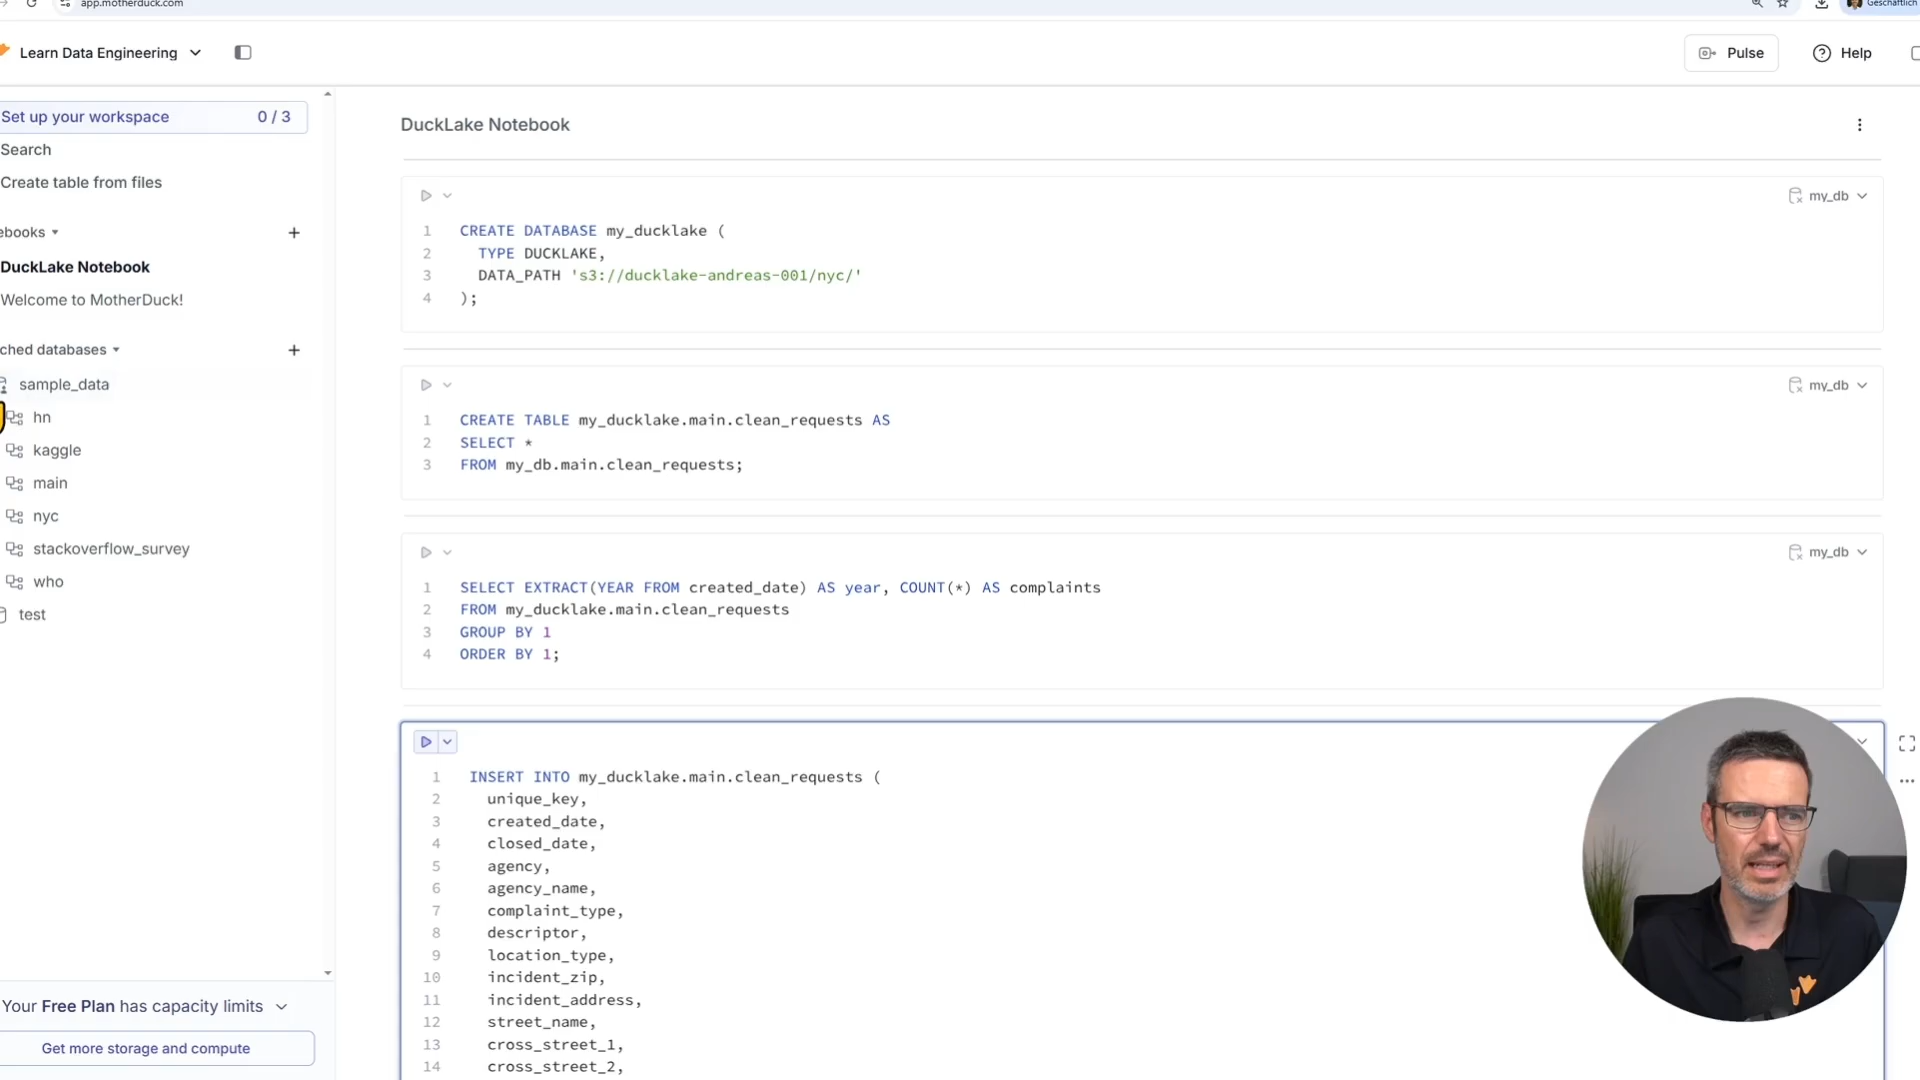 app.motherduck.com
Geschäftlich
Learn Data Engineering
Pulse
Help
Set up your workspace 0 / 3
Search
Create table from files
ebooks
DuckLake Notebook
Welcome to MotherDuck!
ched databases
sample_data
hn
kaggle
main
nyc
stackoverflow_survey
who
test
Your Free Plan has capacity limits
Get more storage and compute
DuckLake Notebook
my_db
1 CREATE DATABASE my_ducklake (
2 TYPE DUCKLAKE,
3 DATA_PATH 's3://ducklake-andreas-001/nyc/'
4 );
my_db
1 CREATE TABLE my_ducklake.main.clean_requests AS
2 SELECT *
3 FROM my_db.main.clean_requests;
my_db
1 SELECT EXTRACT(YEAR FROM created_date) AS year, COUNT(*) AS complaints
2 FROM my_ducklake.main.clean_requests
3 GROUP BY 1
4 ORDER BY 1;
1 INSERT INTO my_ducklake.main.clean_requests (
2 unique_key,
3 created_date,
4 closed_date,
5 agency,
6 agency_name,
7 complaint_type,
8 descriptor,
9 location_type,
10 incident_zip,
11 incident_address,
12 street_name,
13 cross_street_1,
14 cross_street_2,